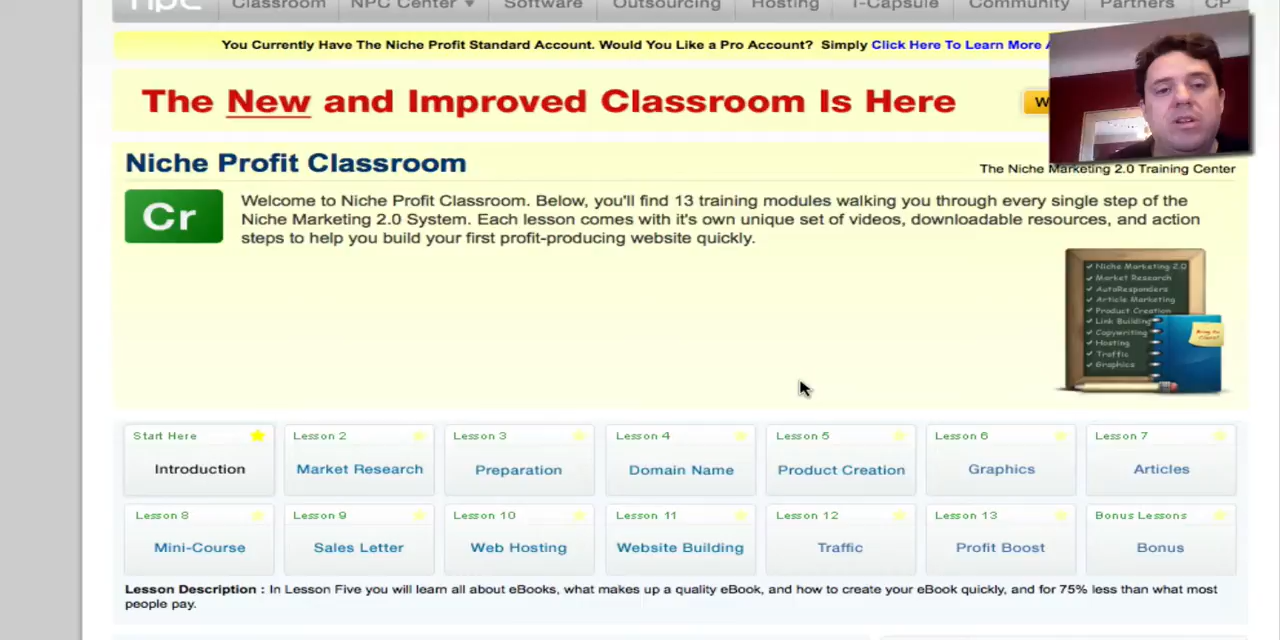 npc Classroom NPC Center Software Outsourcing Hosting T-Capsule Community Partners CP
You Currently Have The Niche Profit Standard Account. Would You Like a Pro Account? Simply Click Here To Learn More
The New and Improved Classroom Is Here
Niche Profit Classroom
The Niche Marketing 2.0 Training Center
Cr
Welcome to Niche Profit Classroom. Below, you'll find 13 training modules walking you through every single step of the
Niche Marketing 2.0 System. Each lesson comes with it's own unique set of videos, downloadable resources, and action
steps to help you build your first profit-producing website quickly.
Niche Marketing 2.0
Market Research
AutoResponders
Article Marketing
Product Creation
Link Building
Copywriting
Hosting
Traffic
Graphics
Start Here
Introduction
Lesson 2
Market Research
Lesson 3
Preparation
Lesson 4
Domain Name
Lesson 5
Product Creation
Lesson 6
Graphics
Lesson 7
Articles
Lesson 8
Mini-Course
Lesson 9
Sales Letter
Lesson 10
Web Hosting
Lesson 11
Website Building
Lesson 12
Traffic
Lesson 13
Profit Boost
Bonus Lessons
Bonus
Lesson Description : In Lesson Five you will learn all about eBooks, what makes up a quality eBook, and how to create your eBook quickly, and for 75% less than what most
people pay.